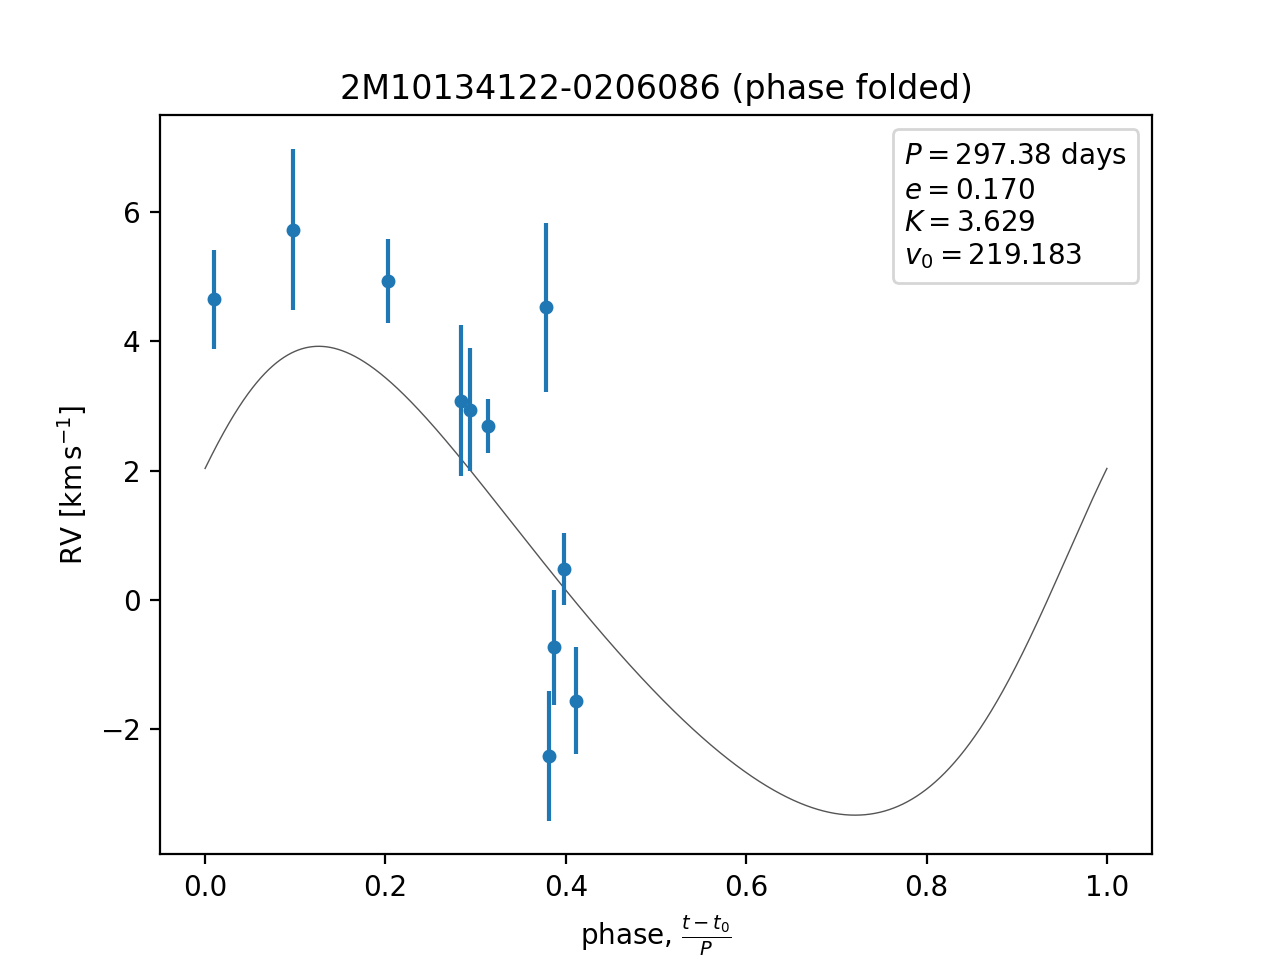 2M10134122-0206086 (phase folded)
P = 297.38 days
e = 0.170
K = 3.629
v₀ = 219.183
6
4
2
0
−2
RV [km s⁻¹]
0.0 0.2 0.4 0.6 0.8 1.0
phase, (t − t₀)/P